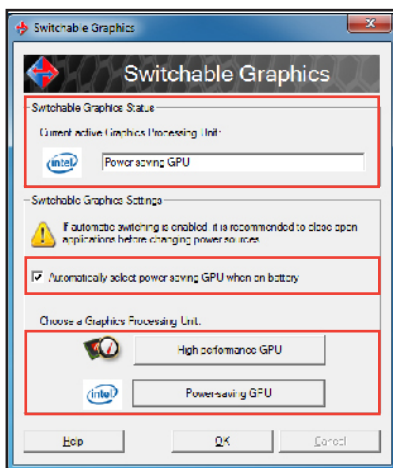 Switchable Graphics
Switchable Graphics
Switchable Graphics Status
Current active Graphics Processing Unit:
intel
Power saving GPU
Switchable Graphics Settings
If automatic switching is enabled, it is recommended to close open
applications before changing power sources
Automatically select power saving GPU when on battery
Choose a Graphics Processing Unit:
High performance GPU
intel
Power-saving GPU
Help
OK
Cancel